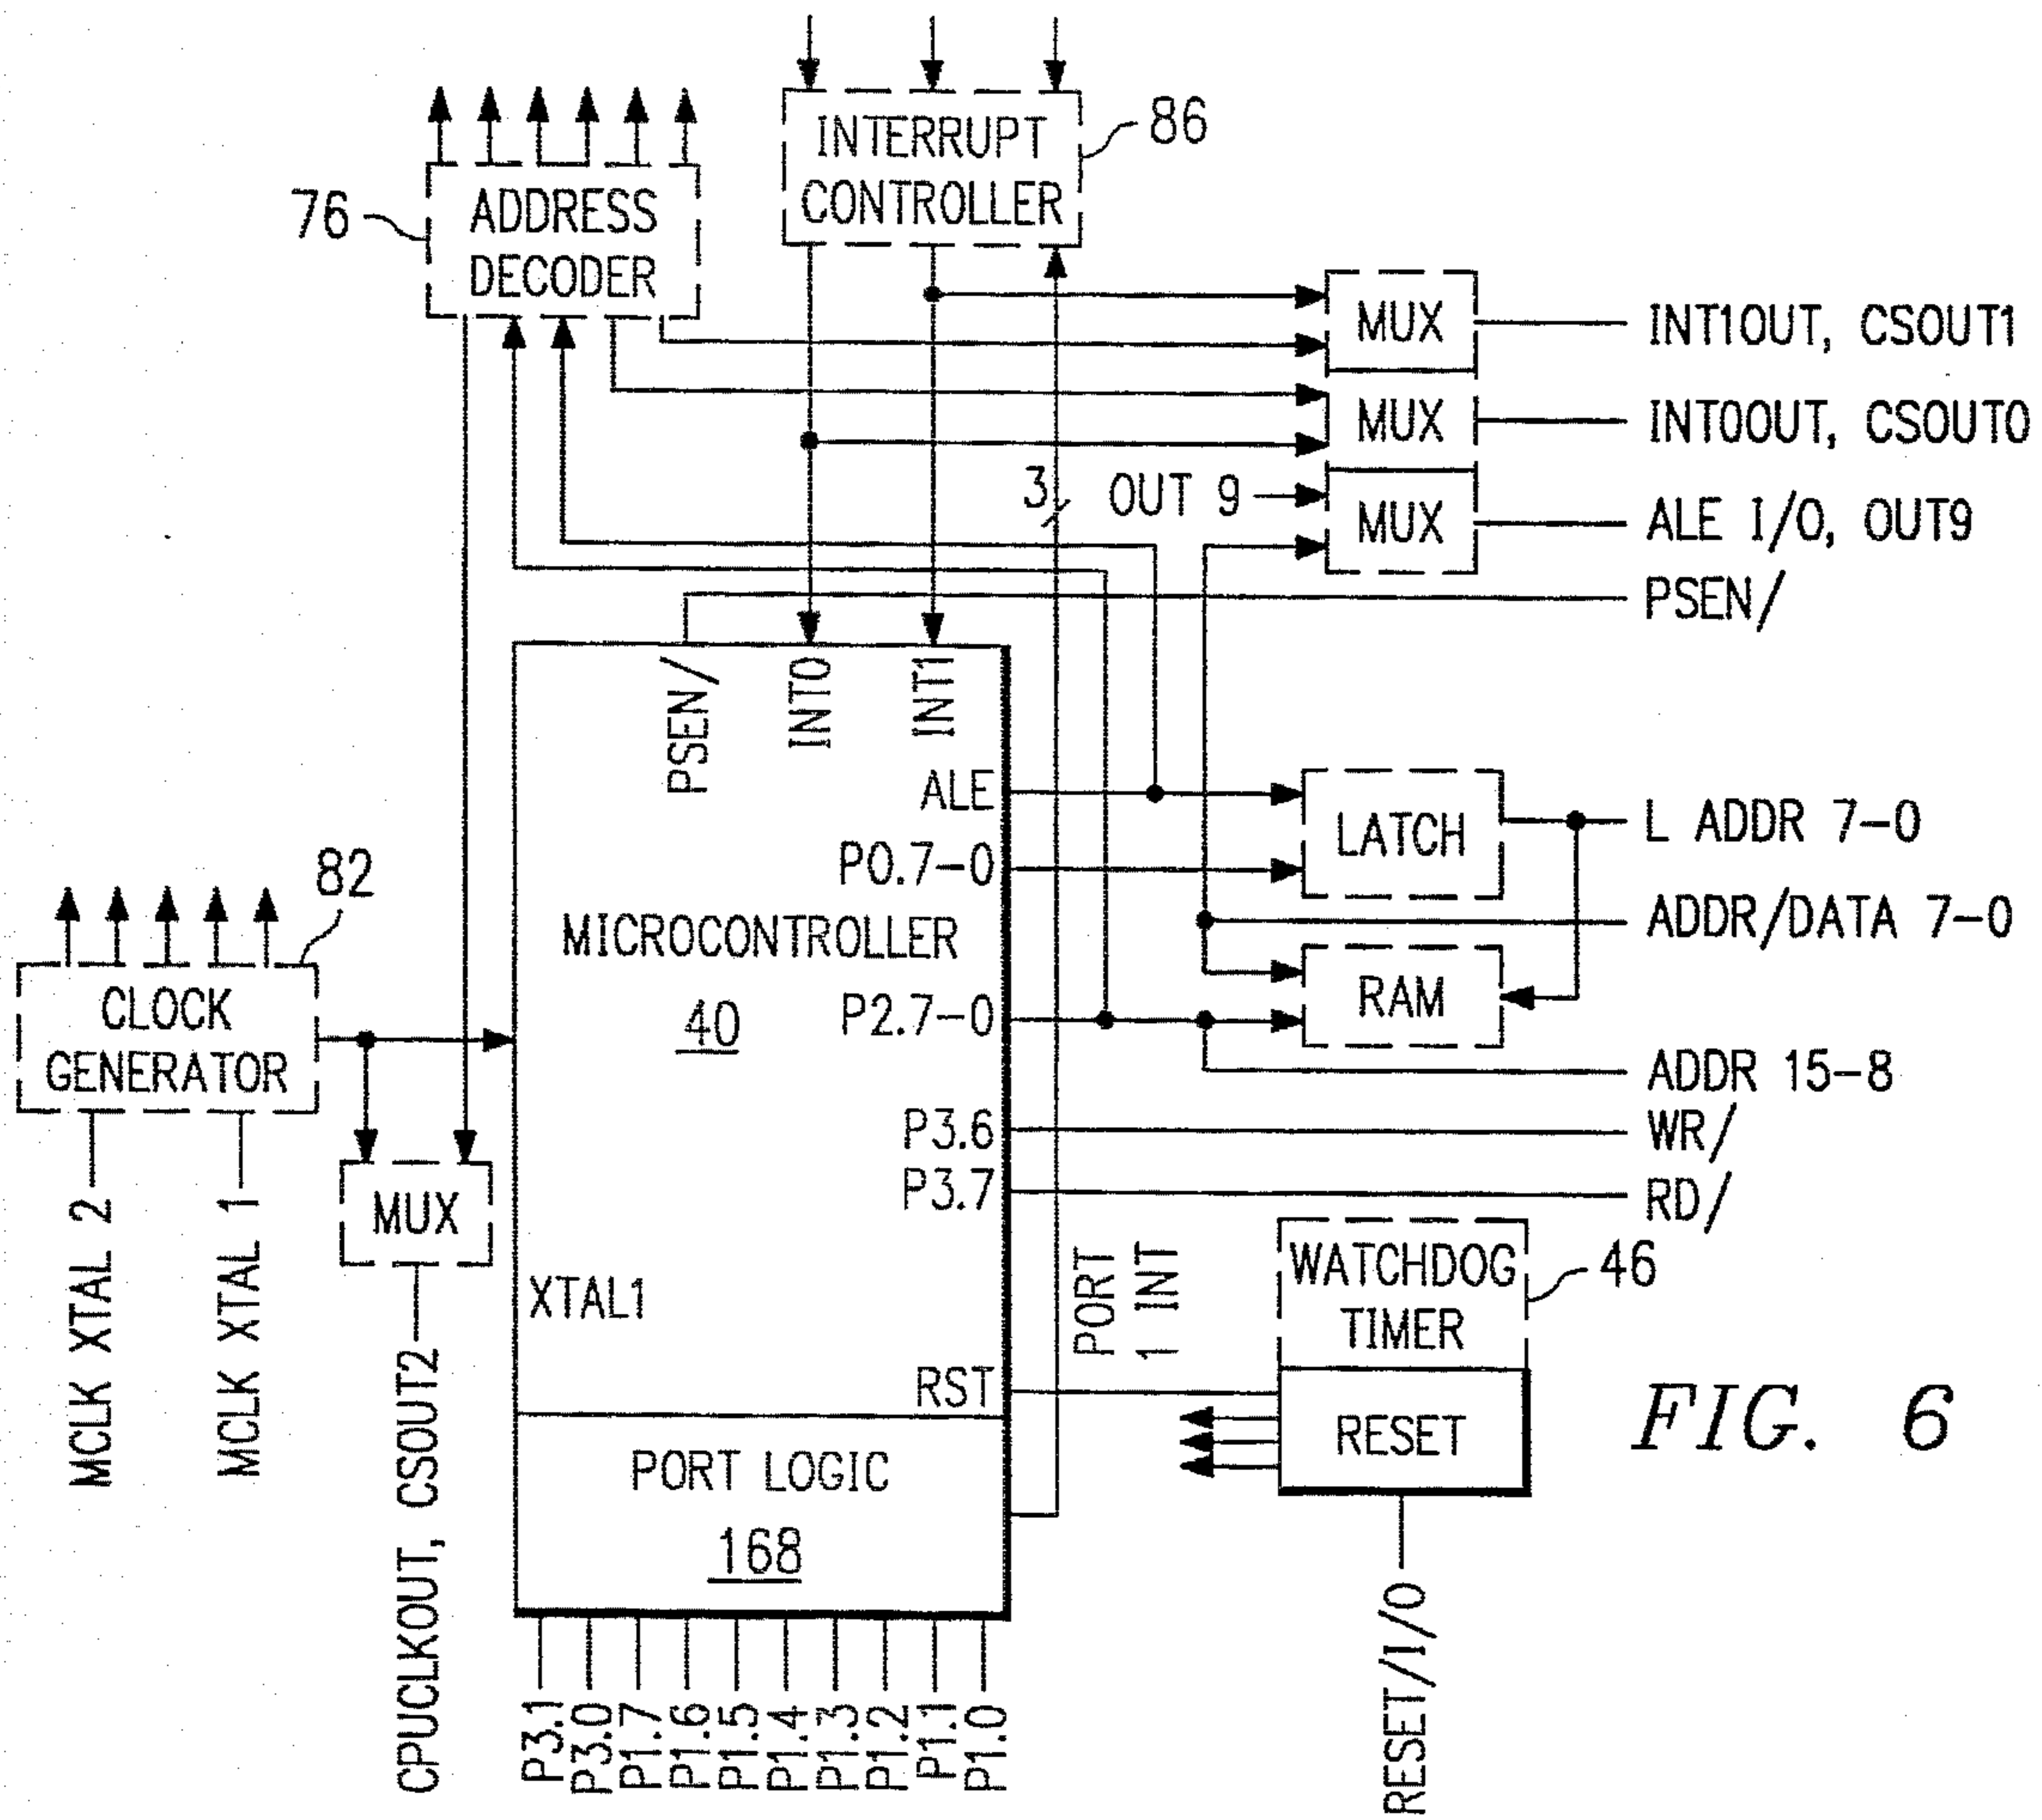 INTERRUPT
CONTROLLER
86
76
ADDRESS
DECODER
MUX
INT1OUT, CSOUT1
MUX
INT0OUT, CSOUT0
3
OUT 9
MUX
ALE I/O, OUT9
PSEN/
PSEN/
INT0
INT1
ALE
LATCH
L ADDR 7-0
P0.7-0
82
MICROCONTROLLER
40
ADDR/DATA 7-0
RAM
P2.7-0
CLOCK
GENERATOR
ADDR 15-8
P3.6
WR/
P3.7
RD/
MUX
MCLK XTAL 2
MCLK XTAL 1
CPUCLKOUT, CSOUT2
XTAL1
PORT
1 INT
WATCHDOG
TIMER
46
RST
RESET
FIG. 6
PORT LOGIC
168
P3.1
P3.0
P1.7
P1.6
P1.5
P1.4
P1.3
P1.2
P1.1
P1.0
RESET/I/O